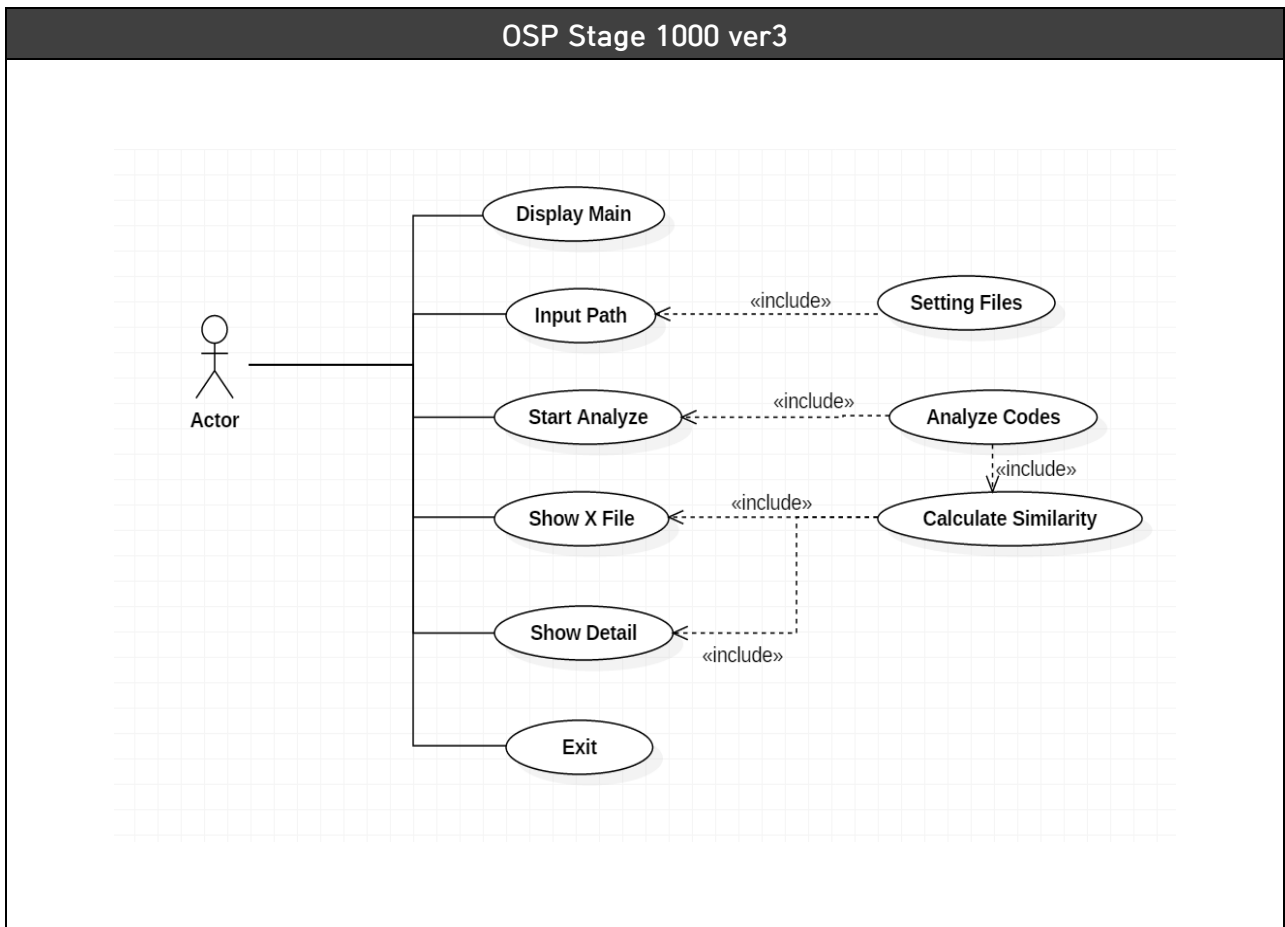 OSP Stage 1000 ver3
Display Main
Input Path
«include»
Setting Files
Actor
Start Analyze
«include»
Analyze Codes
«include»
Show X File
«include»
Calculate Similarity
Show Detail
«include»
Exit